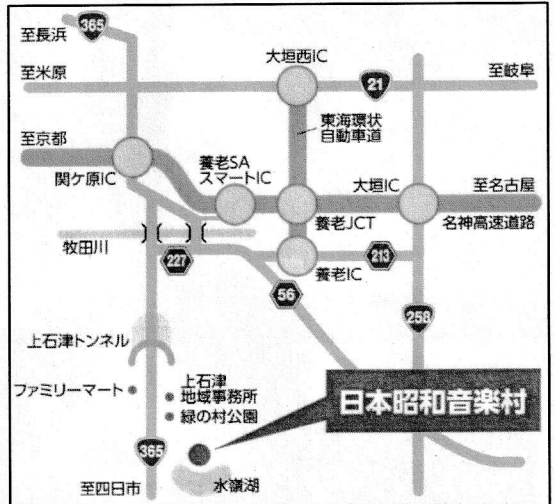 至長浜
365
大垣西IC
至米原
21
至岐阜
東海環状
自動車道
至京都
養老SA
スマートIC
大垣IC
至名古屋
関ケ原IC
養老JCT
名神高速道路
牧田川
227
213
養老IC
56
258
上石津トンネル
ファミリーマート
上石津
地域事務所
緑の村公園
日本昭和音楽村
365
至四日市
水嶺湖